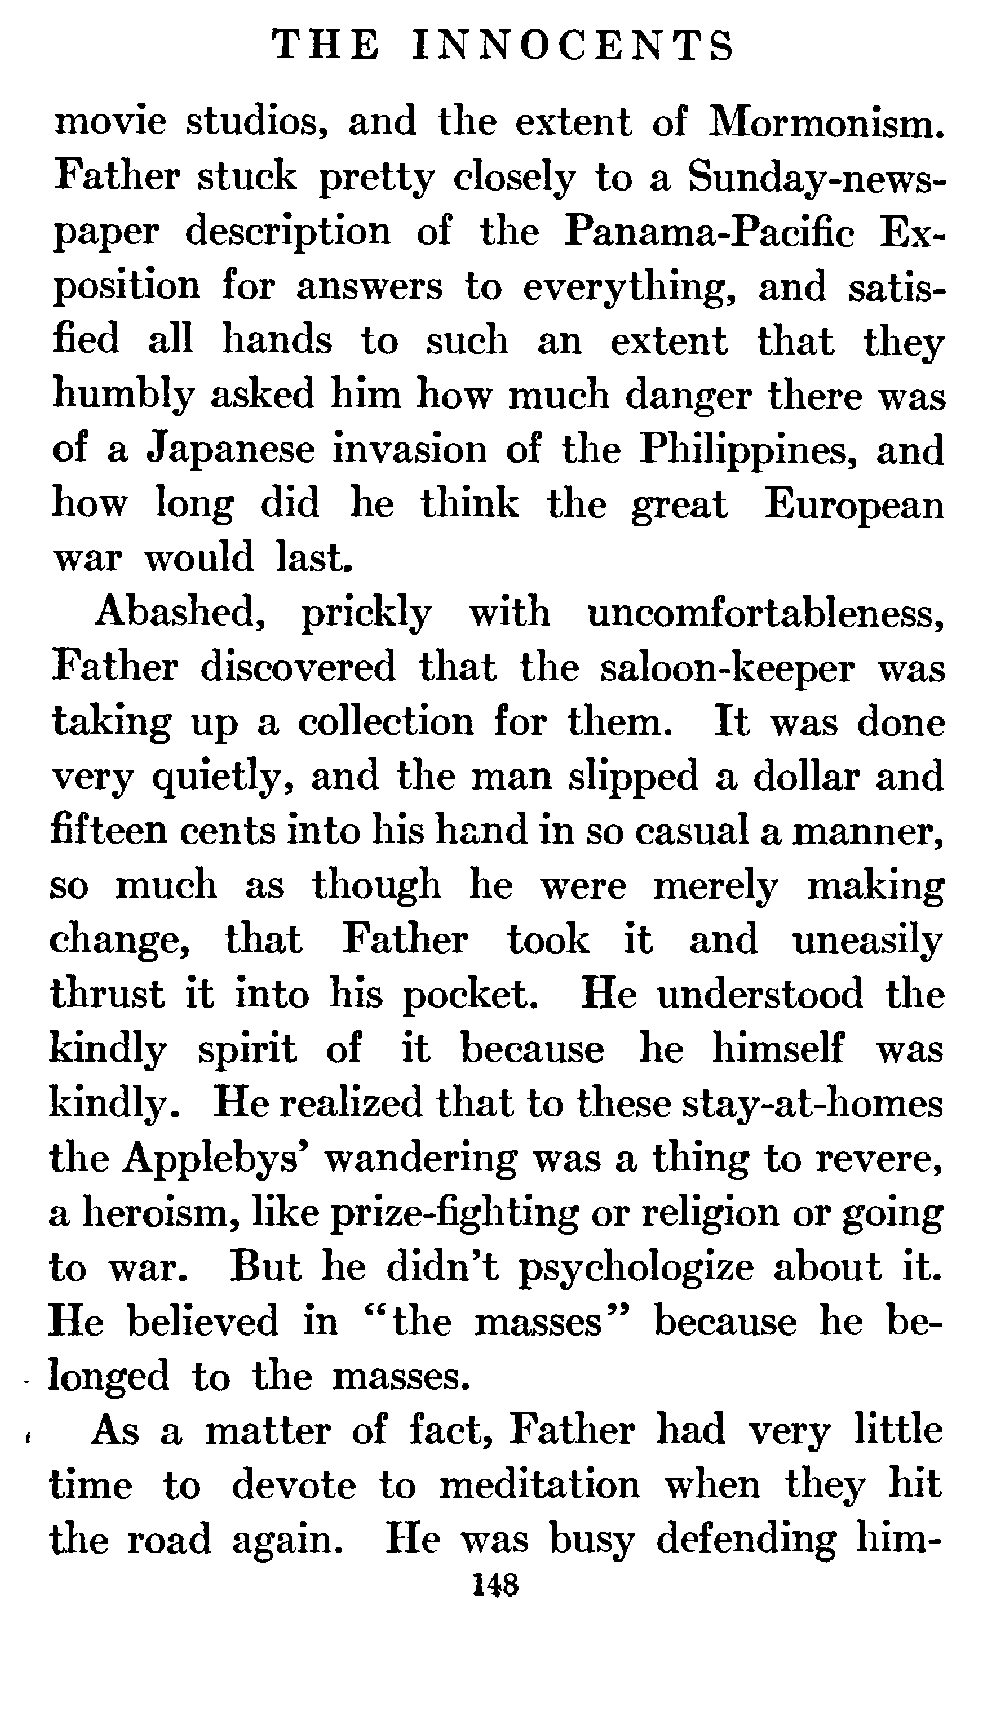 THE INNOCENTS
movie studios, and the extent of Mormonism.
Father stuck pretty closely to a Sunday-news-
paper description of the Panama-Pacific Ex-
position for answers to everything, and satis-
fied all hands to such an extent that they
humbly asked him how much danger there was
of a Japanese invasion of the Philippines, and
how long did he think the great European
war would last.
Abashed, prickly with uncomfortableness,
Father discovered that the saloon-keeper was
taking up a collection for them. It was done
very quietly, and the man slipped a dollar and
fifteen cents into his hand in so casual a manner,
so much as though he were merely making
change, that Father took it and uneasily
thrust it into his pocket. He understood the
kindly spirit of it because he himself was
kindly. He realized that to these stay-at-homes
the Applebys' wandering was a thing to revere,
a heroism, like prize-fighting or religion or going
to war. But he didn't psychologize about it.
He believed in "the masses" because he be-
longed to the masses.
As a matter of fact, Father had very little
time to devote to meditation when they hit
the road again. He was busy defending him-
148